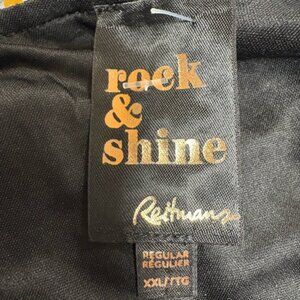 rock
&
shine
Reitmans
REGULAR
RÉGULIER
XXL/TTG